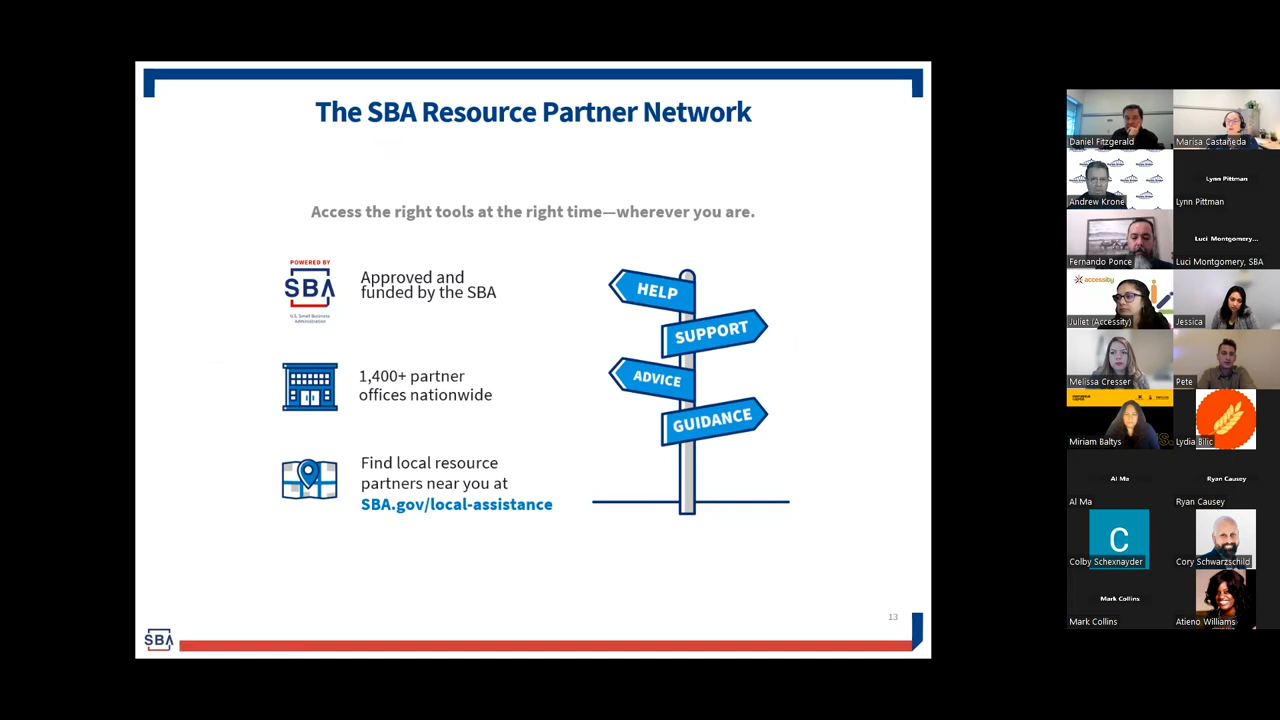 The SBA Resource Partner Network
Access the right tools at the right time—wherever you are.
POWERED BY
SBA
U.S. Small Business
Administration
Approved and
funded by the SBA
1,400+ partner
offices nationwide
Find local resource
partners near you at
SBA.gov/local-assistance
HELP
SUPPORT
ADVICE
GUIDANCE
13
SBA
Daniel Fitzgerald
Marisa Castañeda
Andrew Krone
Lynn Pittman
Lynn Pittman
Fernando Ponce
Luci Montgomery...
Luci Montgomery, SBA
accessity
Juliet (Accessity)
Jessica
Melissa Cresser
Pete
Miriam Baltys
Lydia Bilic
Al Ma
Al Ma
Ryan Causey
Ryan Causey
C
Colby Schexnayder
Cory Schwarzschild
Mark Collins
Mark Collins
Atieno Williams